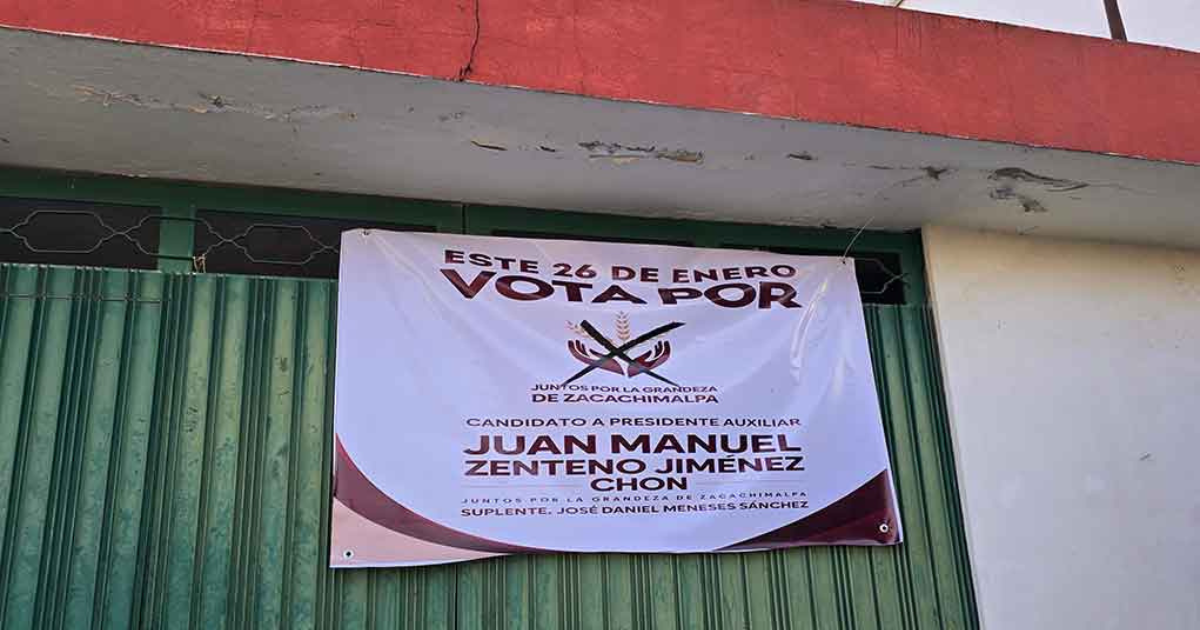 ESTE 26 DE ENERO
VOTA POR
JUNTOS POR LA GRANDEZA
DE ZACACHIMALPA
CANDIDATO A PRESIDENTE AUXILIAR
JUAN MANUEL
ZENTENO JIMÉNEZ
CHON
JUNTOS POR LA GRANDEZA DE ZACACHIMALPA
SUPLENTE. JOSÉ DANIEL MENESES SÁNCHEZ